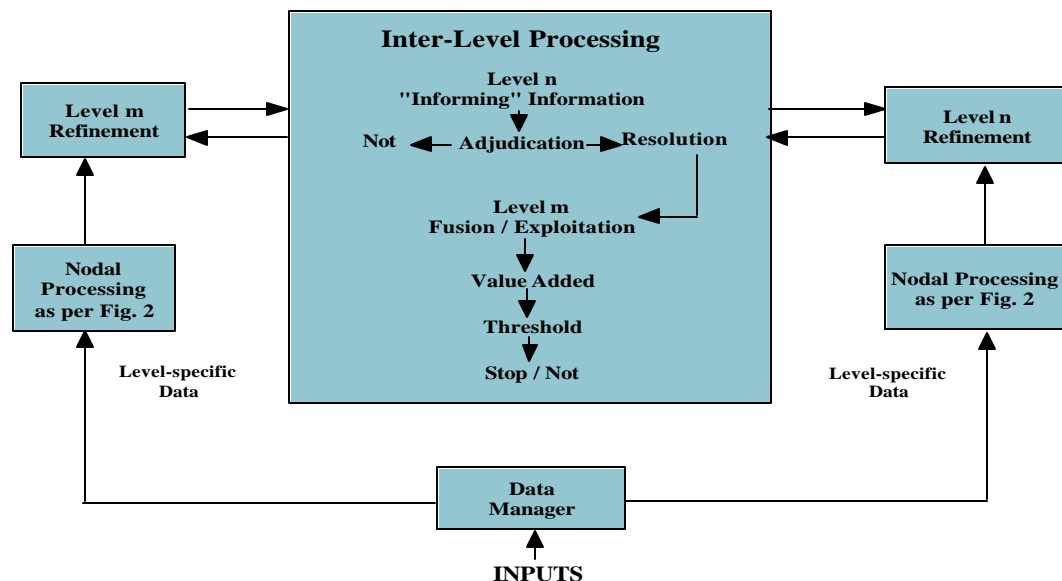 Inter-Level Processing
Level n
"Informing" Information
Not
Adjudication
Resolution
Level m
Fusion / Exploitation
Value Added
Threshold
Stop / Not
Level m
Refinement
Level n
Refinement
Nodal
Processing
as per Fig. 2
Nodal Processing
as per Fig. 2
Level-specific
Data
Level-specific
Data
Data
Manager
INPUTS